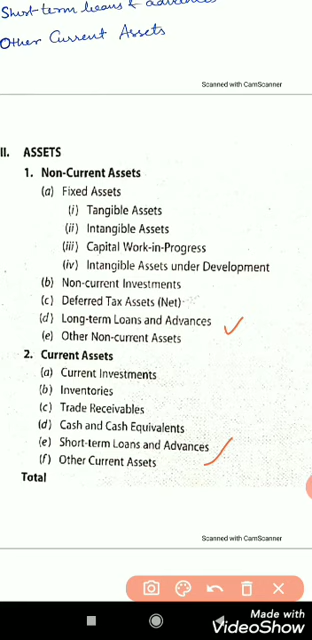 Short-term loans & advances
Other Current Assets
Scanned with CamScanner
II. ASSETS
1. Non-Current Assets
(a) Fixed Assets
(i) Tangible Assets
(ii) Intangible Assets
(iii) Capital Work-in-Progress
(iv) Intangible Assets under Development
(b) Non-current Investments
(c) Deferred Tax Assets (Net)
(d) Long-term Loans and Advances
(e) Other Non-current Assets
2. Current Assets
(a) Current Investments
(b) Inventories
(c) Trade Receivables
(d) Cash and Cash Equivalents
(e) Short-term Loans and Advances
(f) Other Current Assets
Total
Scanned with CamScanner
Made with
VideoShow